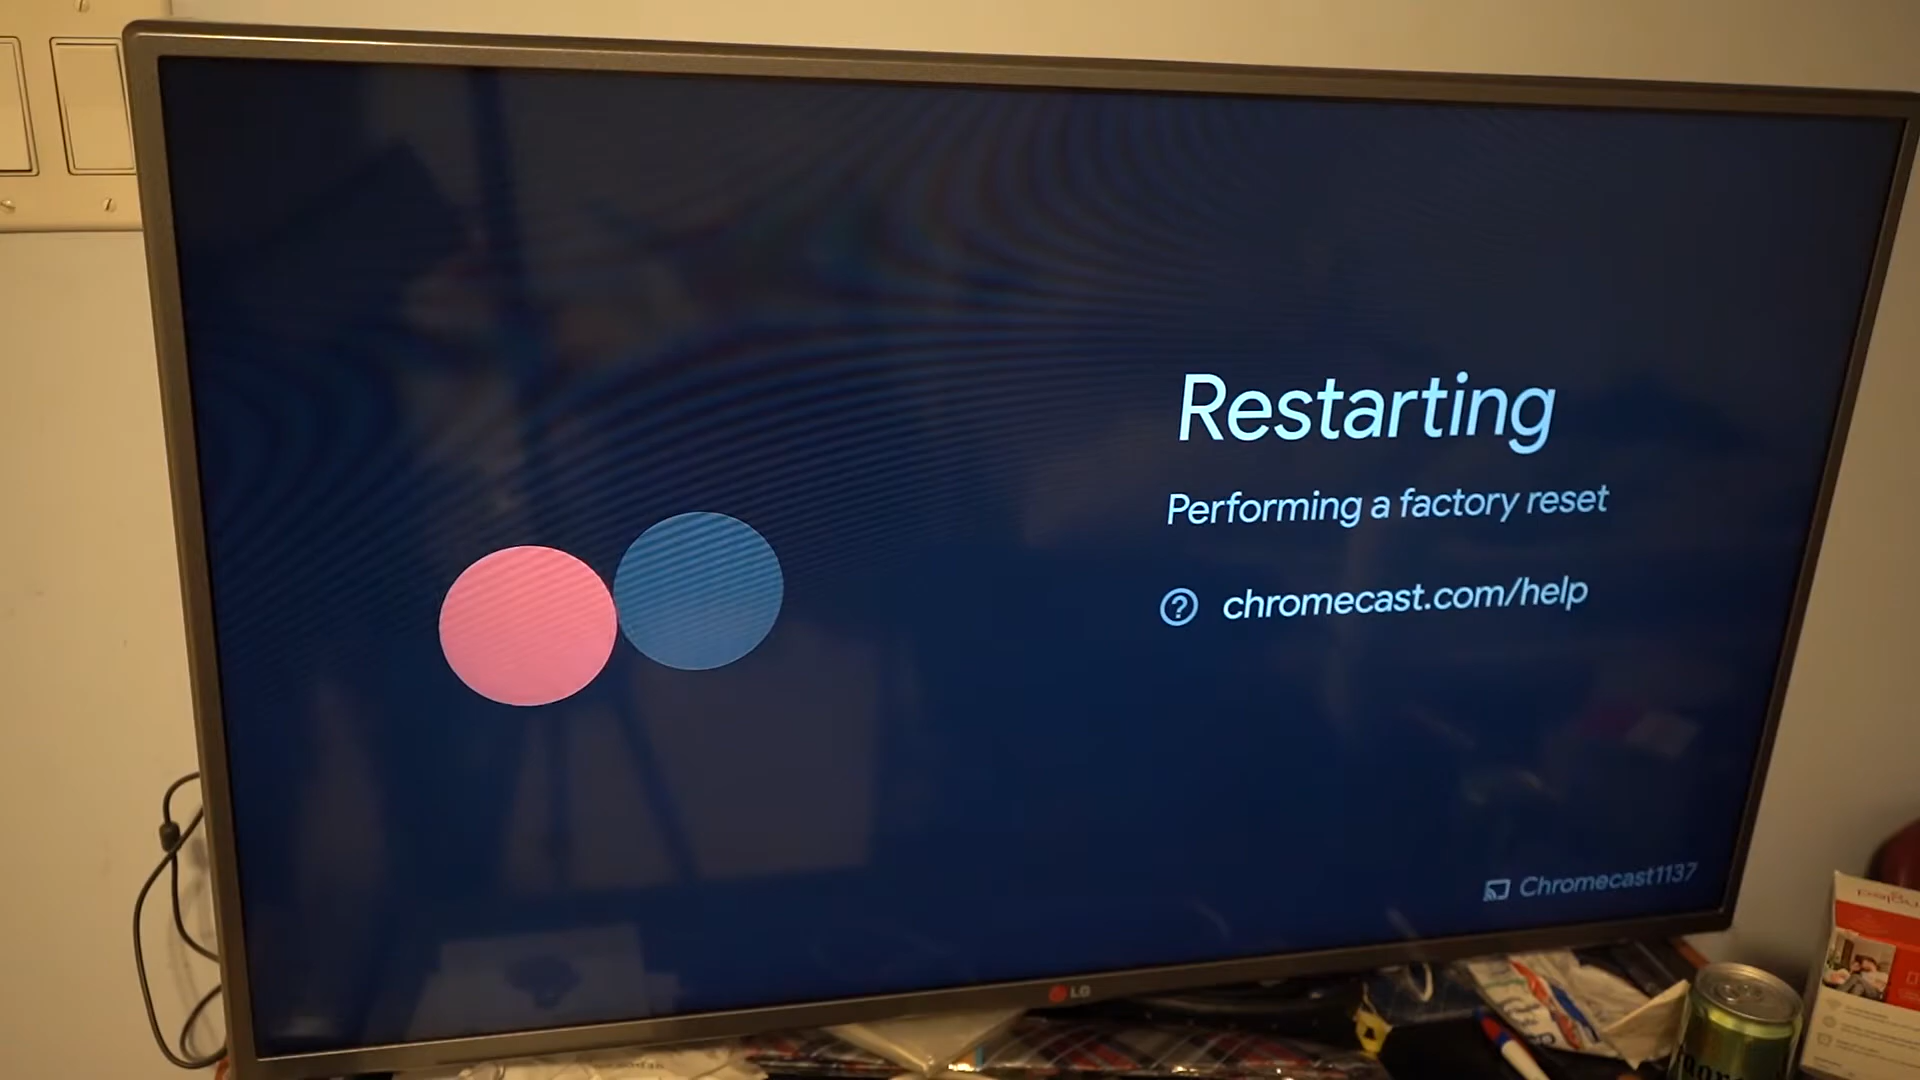 Restarting
Performing a factory reset
chromecast.com/help
Chromecast1137
LG